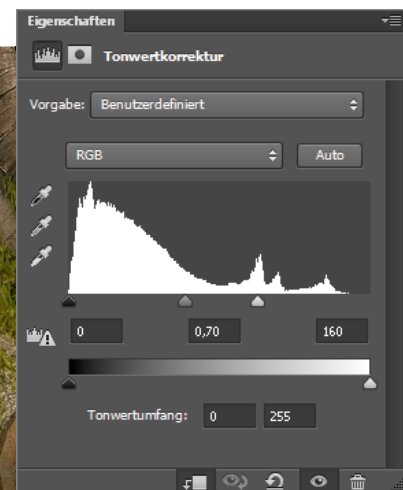 Eigenschaften
Tonwertkorrektur
Vorgabe: Benutzerdefiniert
RGB Auto
0 0,70 160
Tonwertumfang: 0 255